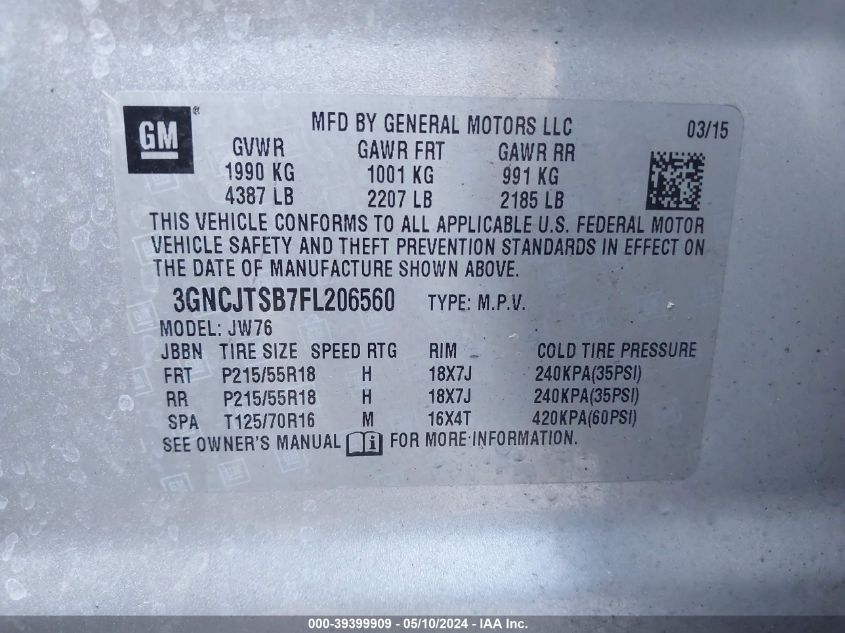 GM®
MFD BY GENERAL MOTORS LLC 03/15
GVWR GAWR FRT GAWR RR
1990 KG 1001 KG 991 KG
4387 LB 2207 LB 2185 LB
THIS VEHICLE CONFORMS TO ALL APPLICABLE U.S. FEDERAL MOTOR
VEHICLE SAFETY AND THEFT PREVENTION STANDARDS IN EFFECT ON
THE DATE OF MANUFACTURE SHOWN ABOVE.
3GNCJTSB7FL206560 TYPE: M.P.V.
MODEL: JW76
JBBN TIRE SIZE SPEED RTG RIM COLD TIRE PRESSURE
FRT P215/55R18 H 18X7J 240KPA(35PSI)
RR P215/55R18 H 18X7J 240KPA(35PSI)
SPA T125/70R16 M 16X4T 420KPA(60PSI)
SEE OWNER'S MANUAL i FOR MORE INFORMATION.
000-39399909 - 05/10/2024 - IAA Inc.